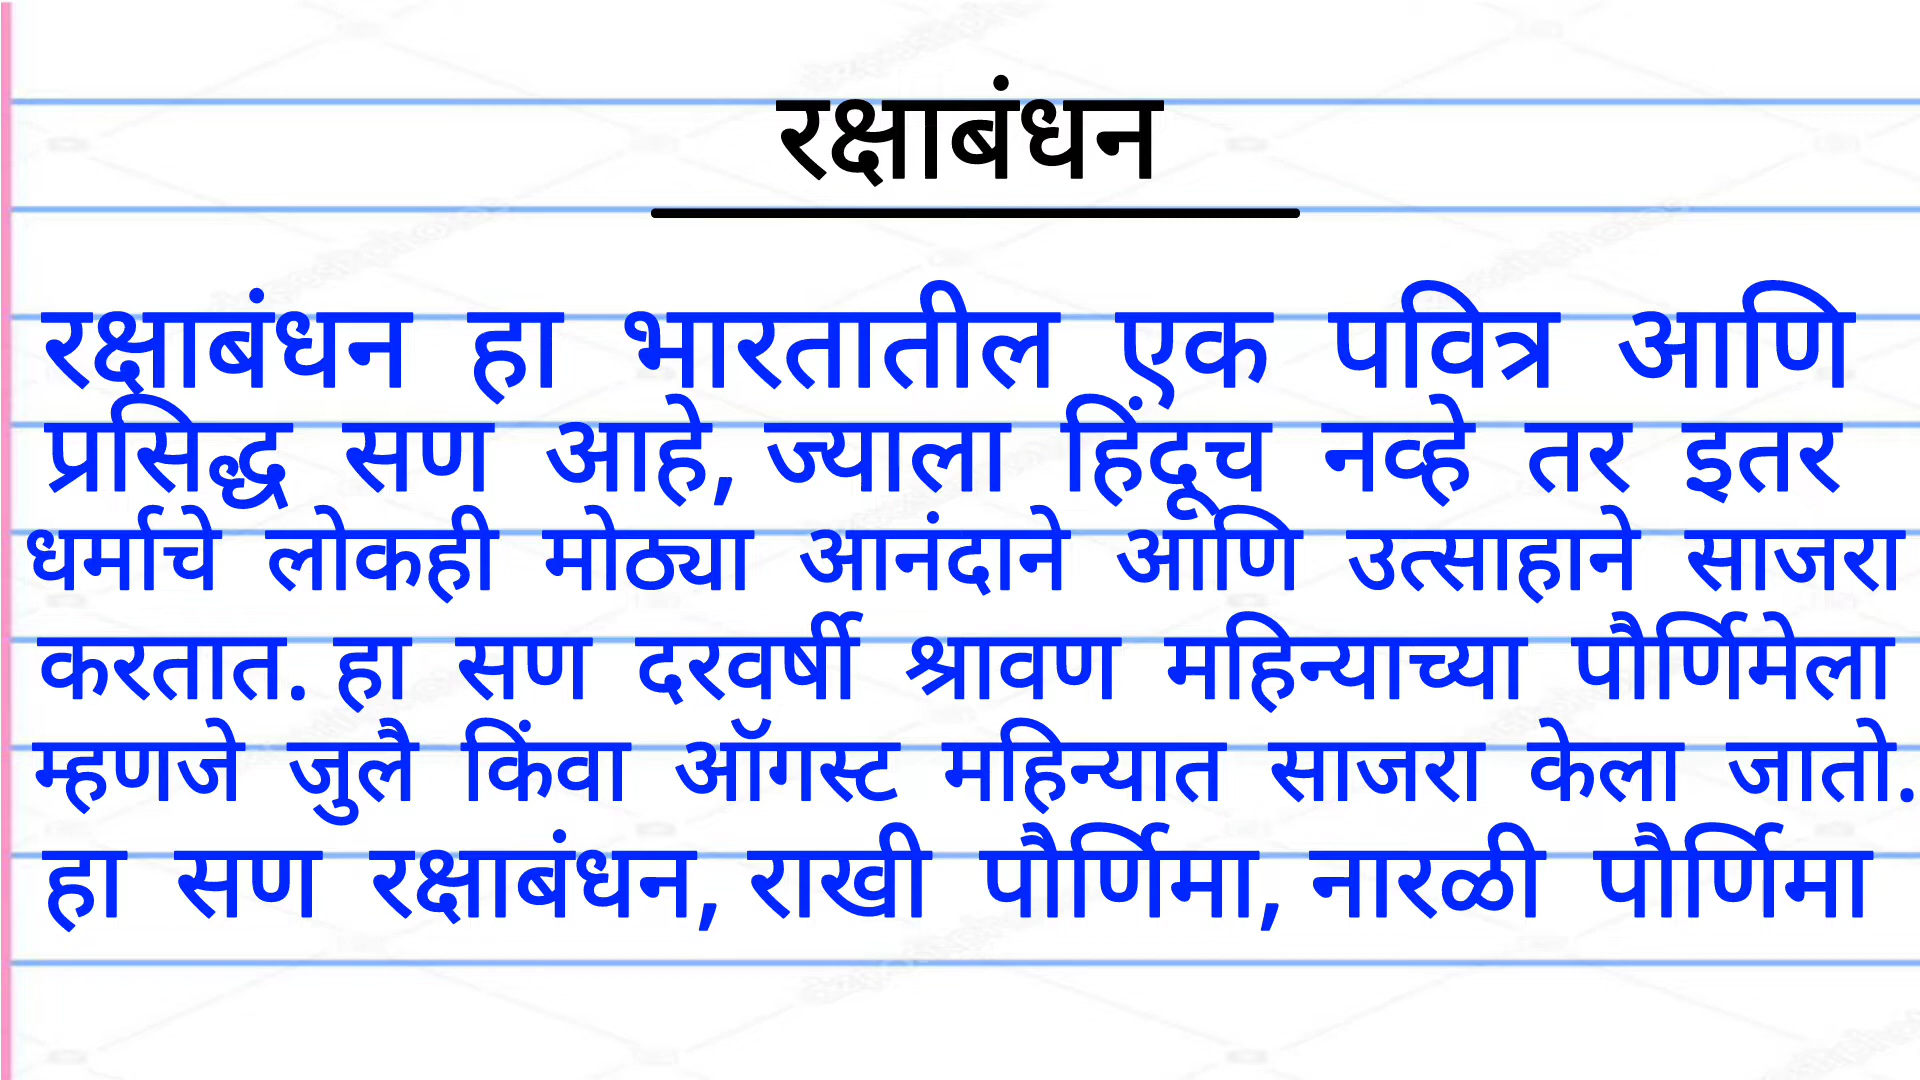 रक्षाबंधन
रक्षाबंधन हा भारतातील एक पवित्र आणि
प्रसिद्ध सण आहे, ज्याला हिंदूच नव्हे तर इतर
धर्माचे लोकही मोठ्या आनंदाने आणि उत्साहाने साजरा
करतात. हा सण दरवर्षी श्रावण महिन्याच्या पौर्णिमेला
म्हणजे जुलै किंवा ऑगस्ट महिन्यात साजरा केला जातो.
हा सण रक्षाबंधन, राखी पौर्णिमा, नारळी पौर्णिमा